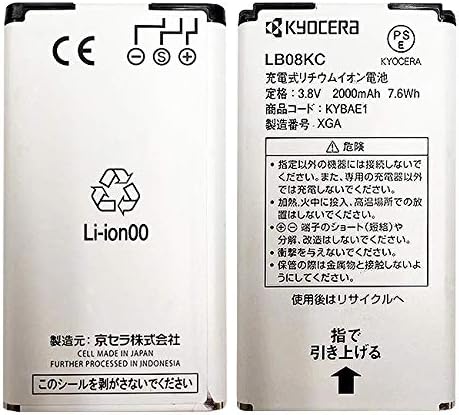 CE
− S +
Li-ion00
製造元：京セラ株式会社
CELL MADE IN JAPAN
FURTHER PROCESSED IN INDONESIA
このシールを剥がさないでください
KYOCERA
PS
E
KYOCERA
LB08KC
充電式リチウムイオン電池
定格：3.8V 2000mAh 7.6Wh
商品コード：KYBAE1
製造番号：XGA
⚠ 危険
• 指定以外の機器には接続しないで
ください。また、専用の充電器以外
では充電しないでください。
• 加熱、火中に投入、高温場所での放
置はしないでください。
• ⊕⊖ 端子のショート（短絡）や
分解、改造はしないでください。
• 衝撃を与えないでください。
• 保管の際は金属物と接触しないよ
うにしてください。
使用後はリサイクルへ
指で
引き上げる